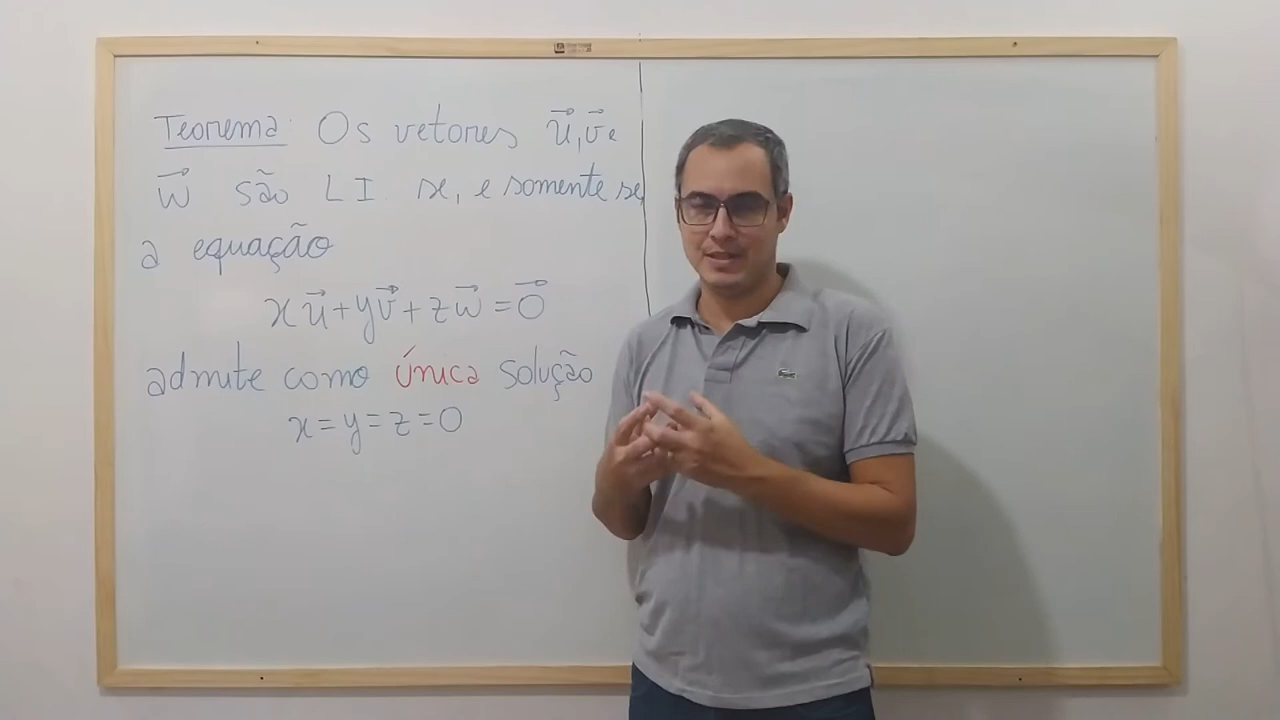 Teorema: Os vetores u⃗, v⃗ e
w⃗ são LI se, e somente se,
a equação
xu⃗ + yv⃗ + zw⃗ = 0⃗
admite como única solução
x = y = z = 0